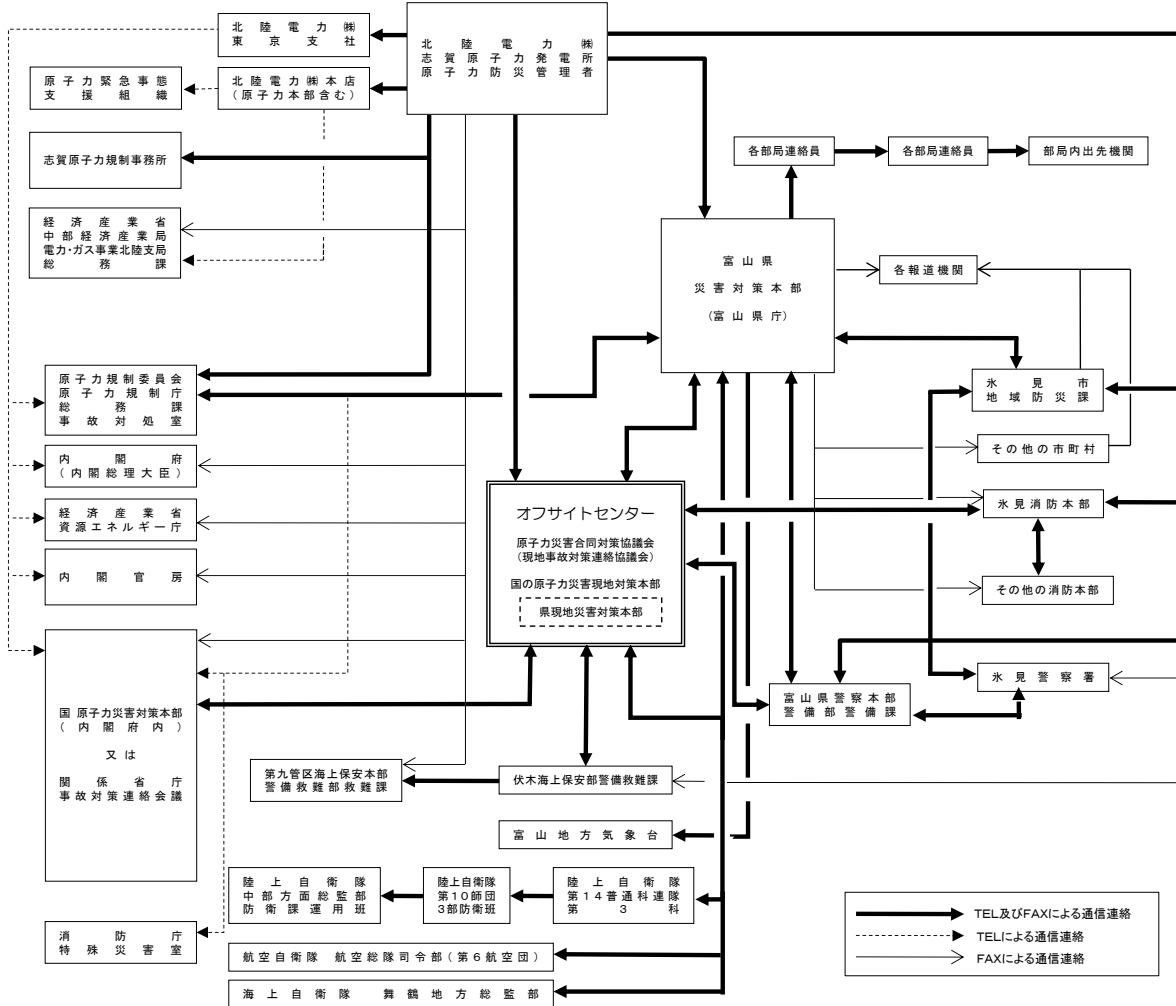 北陸電力㈱
東京支社
北陸電力㈱
志賀原子力発電所
原子力防災管理者
原子力緊急事態
支援組織
北陸電力㈱本店
(原子力本部含む)
志賀原子力規制事務所
各部局連絡員
各部局連絡員
部局内出先機関
経済産業省
中部経済産業局
電力・ガス事業北陸支局
総務課
富山県
災害対策本部
(富山県庁)
各報道機関
原子力規制委員会
原子力規制庁
総務課
事故対処室
氷見市
地域防災課
その他の市町村
内閣府
(内閣総理大臣)
経済産業省
資源エネルギー庁
オフサイトセンター
原子力災害合同対策協議会
(現地事故対策連絡協議会)
国の原子力災害現地対策本部
県現地災害対策本部
氷見消防本部
内閣官房
その他の消防本部
国 原子力災害対策本部
(内閣府内)
又は
関係省庁
事故対策連絡会議
氷見警察署
富山県警察本部
警備部警備課
第九管区海上保安本部
警備救難部救難課
伏木海上保安部警備救難課
富山地方気象台
陸上自衛隊
中部方面総監部
防衛課運用班
陸上自衛隊
第10師団
3部防衛班
陸上自衛隊
第14普通科連隊
第3科
消防庁
特殊災害室
航空自衛隊 航空総隊司令部(第6航空団)
海上自衛隊 舞鶴地方総監部
TEL及びFAXによる通信連絡
TELによる通信連絡
FAXによる通信連絡